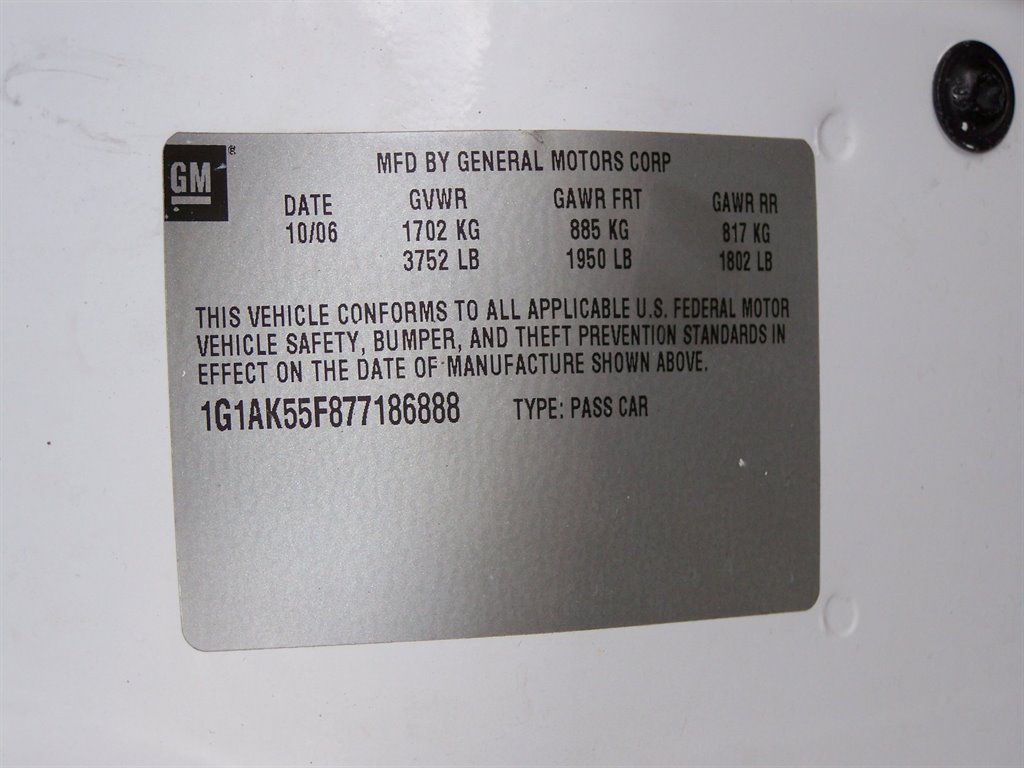 GM ®
MFD BY GENERAL MOTORS CORP
DATE GVWR GAWR FRT GAWR RR
10/06 1702 KG 885 KG 817 KG
3752 LB 1950 LB 1802 LB
THIS VEHICLE CONFORMS TO ALL APPLICABLE U.S. FEDERAL MOTOR
VEHICLE SAFETY, BUMPER, AND THEFT PREVENTION STANDARDS IN
EFFECT ON THE DATE OF MANUFACTURE SHOWN ABOVE.
1G1AK55F877186888 TYPE: PASS CAR